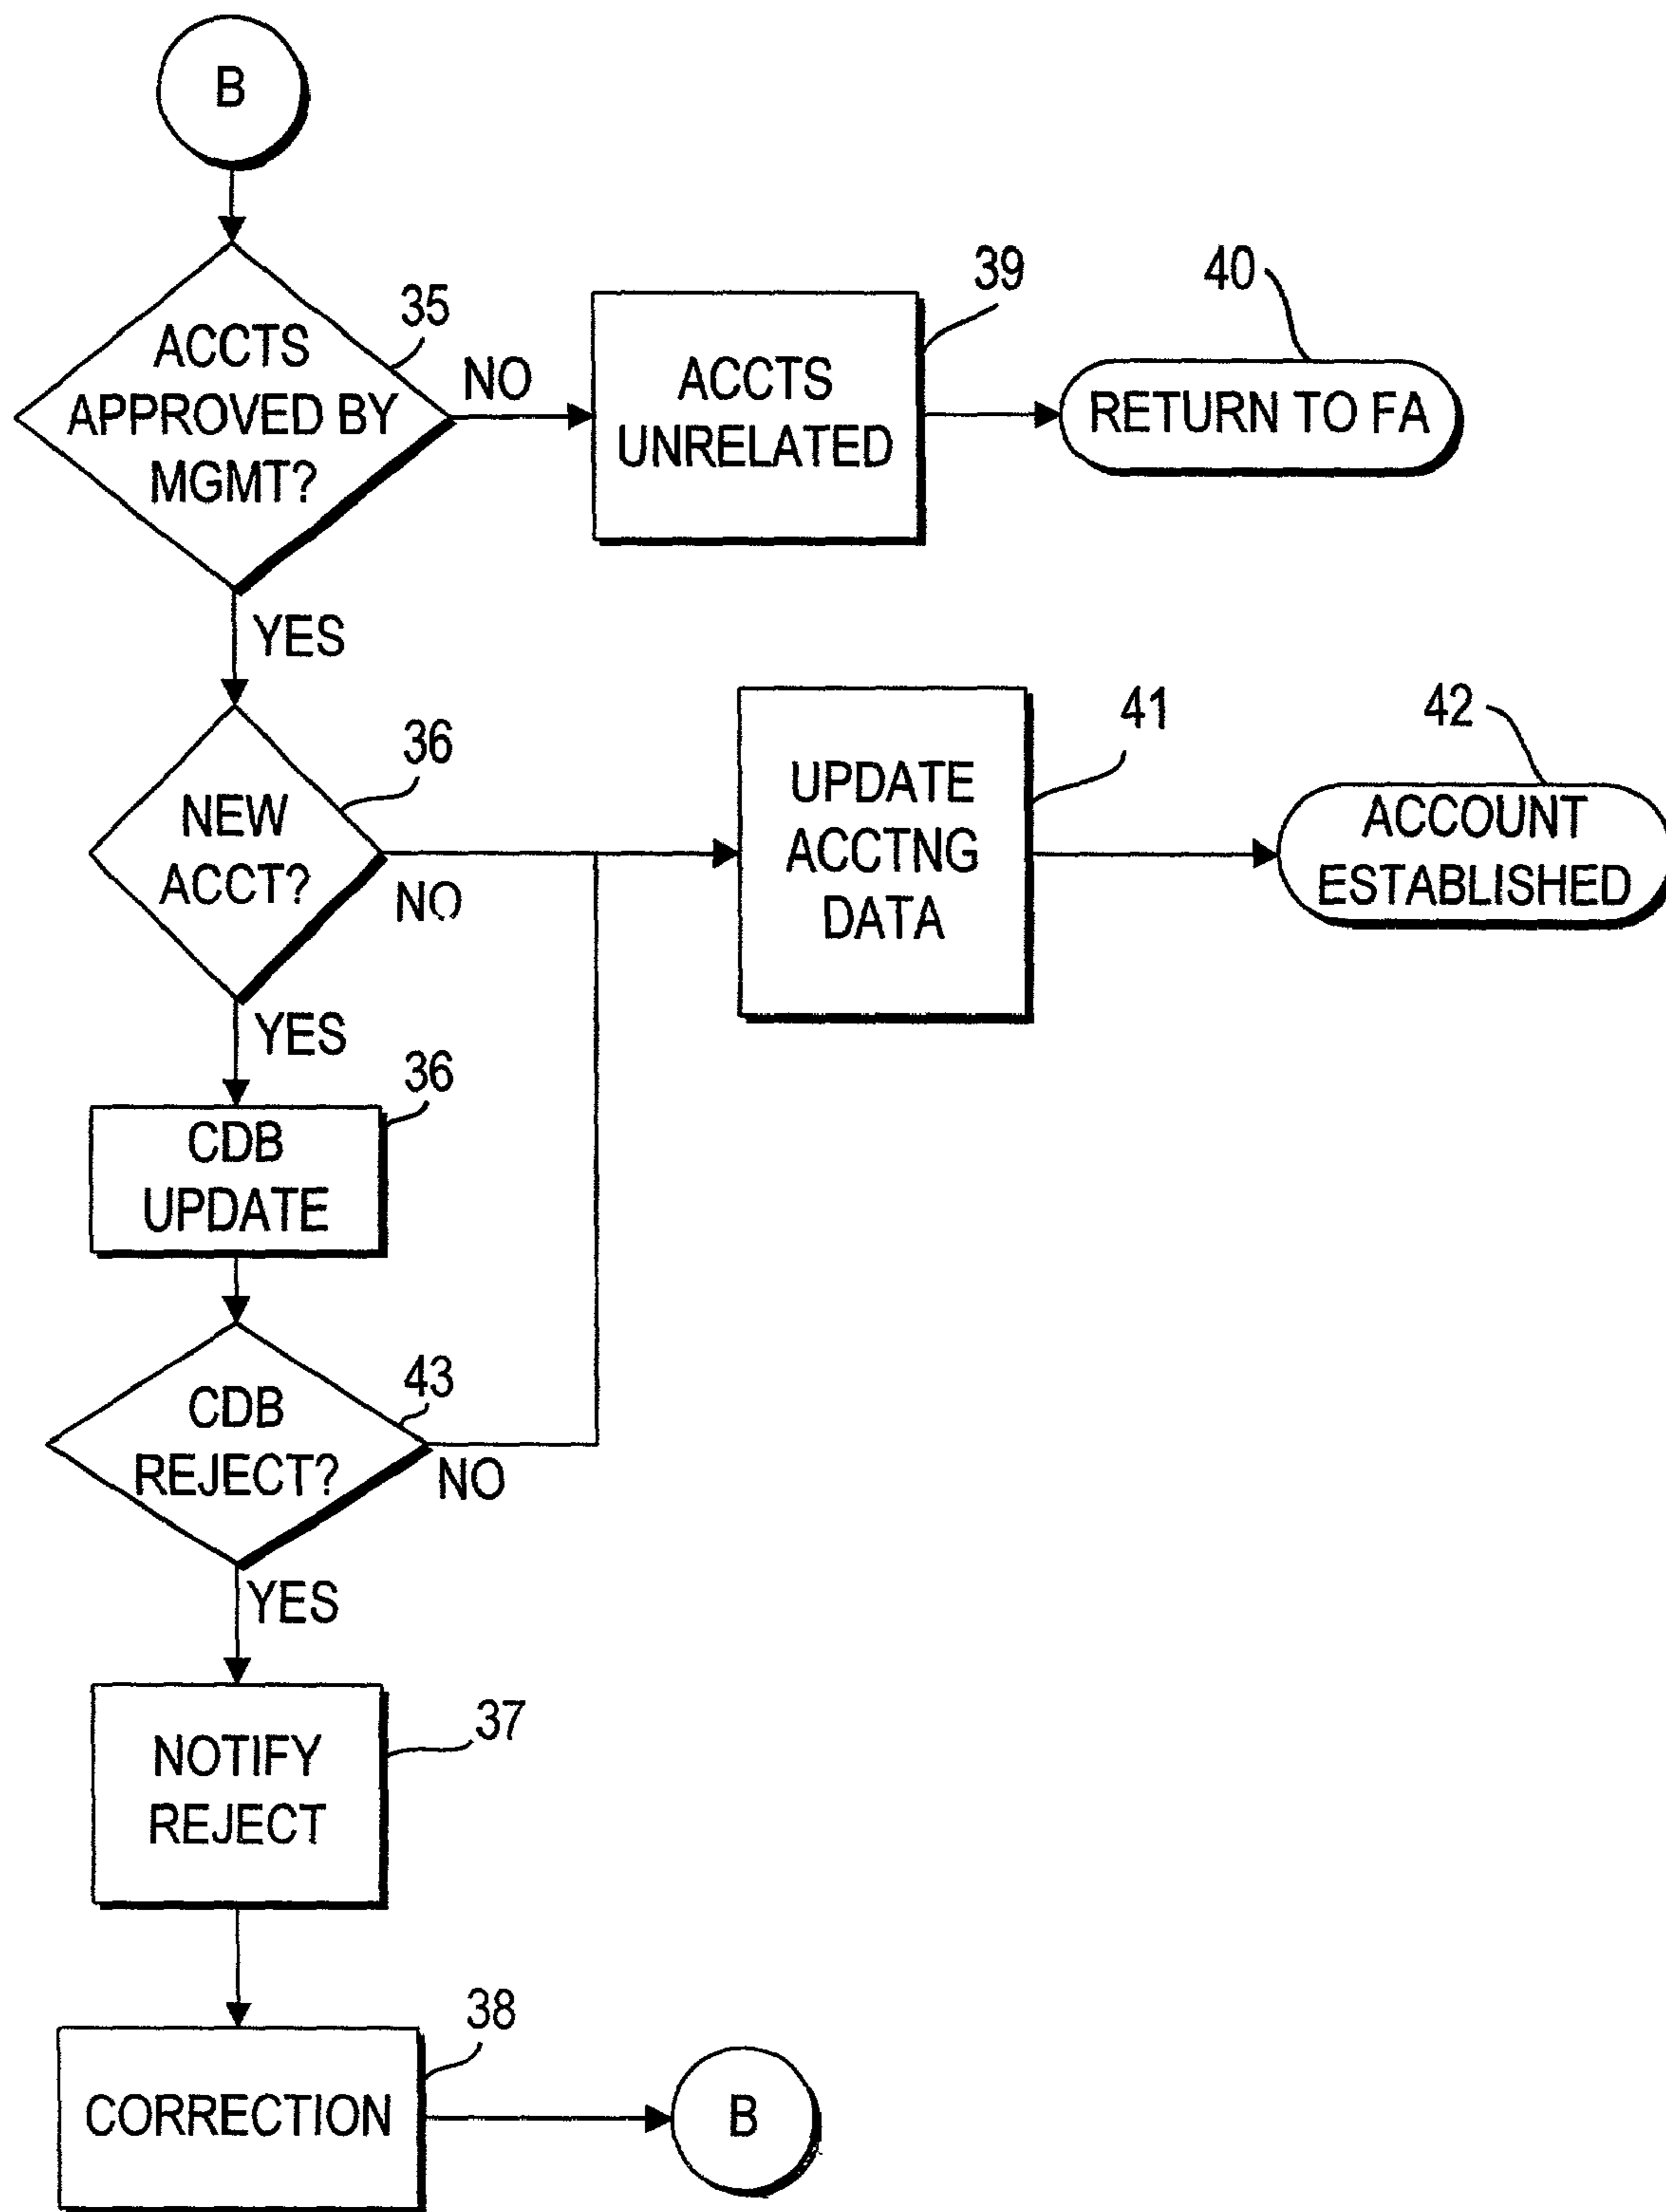 B
35
ACCTS
APPROVED BY
MGMT?
NO
39
ACCTS
UNRELATED
40
RETURN TO FA
YES
36
NEW
ACCT?
NO
41
UPDATE
ACCTNG
DATA
42
ACCOUNT
ESTABLISHED
YES
36
CDB
UPDATE
43
CDB
REJECT?
NO
YES
37
NOTIFY
REJECT
38
CORRECTION
B